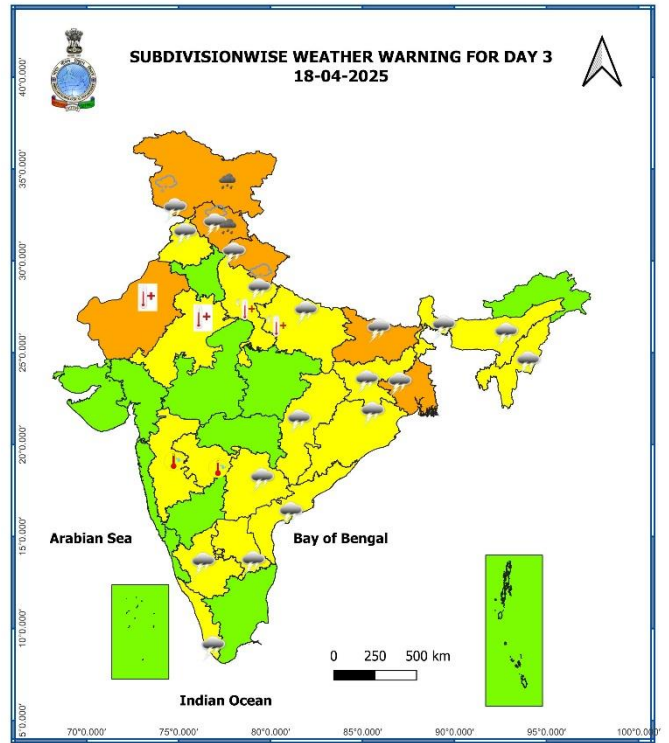 SUBDIVISIONWISE WEATHER WARNING FOR DAY 3
18-04-2025
40°0.000'
35°0.000'
30°0.000'
25°0.000'
20°0.000'
15°0.000'
10°0.000'
5°0.000'
Arabian Sea
Bay of Bengal
0 250 500 km
Indian Ocean
70°0.000' 75°0.000' 80°0.000' 85°0.000' 90°0.000' 95°0.000' 100°0.000'